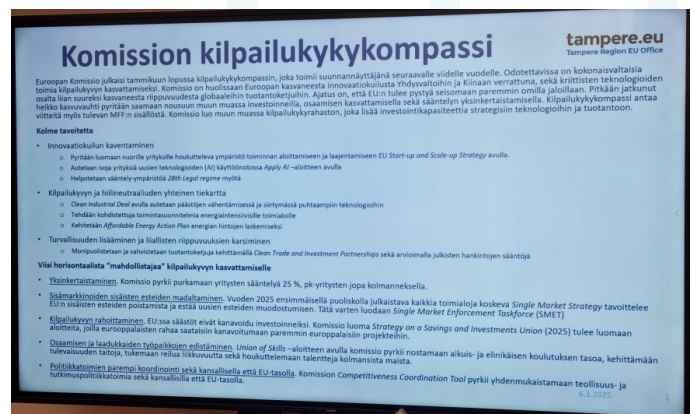 Komission kilpailukykykompassi
tampere.eu
Tampere Region EU Office
Euroopan Komissio julkaisi tammikuun lopussa kilpailukykykompassin, joka toimii suunnannäyttäjänä seuraavalle viidelle vuodelle. Odotettavissa on kokonaisvaltaisia
toimia kilpailukyvyn kasvattamiseksi. Komissio on huolissaan Euroopan kasvaneesta innovaatiokuilusta Yhdysvaltoihin ja Kiinaan verrattuna, sekä kriittisten teknologioiden
osalta liian suureksi kasvaneesta riippuvuudesta globaaleihin tuotantoketjuihin. Ajatus on, että EU:n tulee pystyä seisomaan paremmin omilla jaloillaan. Pitkään jatkunut
heikko kasvuauhti pyritään saamaan nousuun muun muassa investoinneilla, osaamisen kasvattamisella sekä sääntelyn yksinkertaistamisella. Kilpailukykykompassi antaa
viitteitä myös tulevan MFF:n sisällöstä. Komissio luo muun muassa kilpailukykyrahaston, joka lisää investointikapasiteettia strategisiin teknologioihin ja tuotantoon.
Kolme tavoitetta
• Innovaatiokuilun kaventaminen
o Pyritään luomaan nuorille yrityksille houkutteleva ympäristö toiminnan aloittamiseen ja laajentamiseen EU Start-up and Scale-up Strategy avulla.
o Autetaan isoja yrityksiä uusien teknologioiden (AI) käyttöönotossa Apply AI –aloitteen avulla
o Helpotetaan sääntely-ympäristöä 28th Legal regime myötä
• Kilpailukyvyn ja hiilineutraaliuden yhteinen tiekartta
o Clean Industrial Deal avulla autetaan päästöjen vähentämisessä ja siirtymässä puhtaampiin teknologioihin
o Tehdään kohdistettuja toimintasuunnitelmia energiaintensiivisille toimialoille
o Kehitetään Affordable Energy Action Plan energian hintojen laskemiseksi
• Turvallisuuden lisääminen ja liiallisten riippuvuuksien karsiminen
o Monipuolistetaan ja vahvistetaan tuotantoketjuja kehittämällä Clean Trade and Investment Partnerships sekä arvioimalla julkisten hankintojen sääntöjä
Viisi horisontaalista "mahdollistajaa" kilpailukyvyn kasvattamiselle
• Yksinkertaistaminen. Komissio pyrkii purkamaan yritysten sääntelyä 25 %, pk-yritysten jopa kolmanneksella.
• Sisämarkkinoiden sisäisten esteiden madaltaminen. Vuoden 2025 ensimmäisellä puoliskolla julkaistava kaikkia toimialoja koskeva Single Market Strategy tavoittelee
EU:n sisäisten esteiden poistamista ja estää uusien esteiden muodostumisen. Tätä varten luodaan Single Market Enforcement Taskforce (SMET)
• Kilpailukyvyn rahoittaminen. EU:ssa säästöt eivät kanavoidu investoinneiksi. Komissio luoma Strategy on a Savings and Investments Union (2025) tulee luomaan
aloitteita, joilla eurooppalaisten rahaa saataisiin kanavoitumaan paremmin eurooppalaisiin projekteihin.
• Osaamisen ja laadukkaiden työpaikkojen edistäminen. Union of Skills –aloitteen avulla komissio pyrkii nostamaan aikuis- ja elinikäisen koulutuksen tasoa, kehittämään
tulevaisuuden taitoja, tukemaan reilua liikkuvuutta sekä houkuttelemaan talentteja kolmansista maista.
• Politiikkatoimien parempi koordinointi sekä kansallisella että EU-tasolla. Komission Competitiveness Coordination Tool pyrkii yhdenmukaistamaan teollisuus- ja
tutkimuspolitiikkatoimia sekä kansallisilla että EU-tasolla.
6.3.2025
1